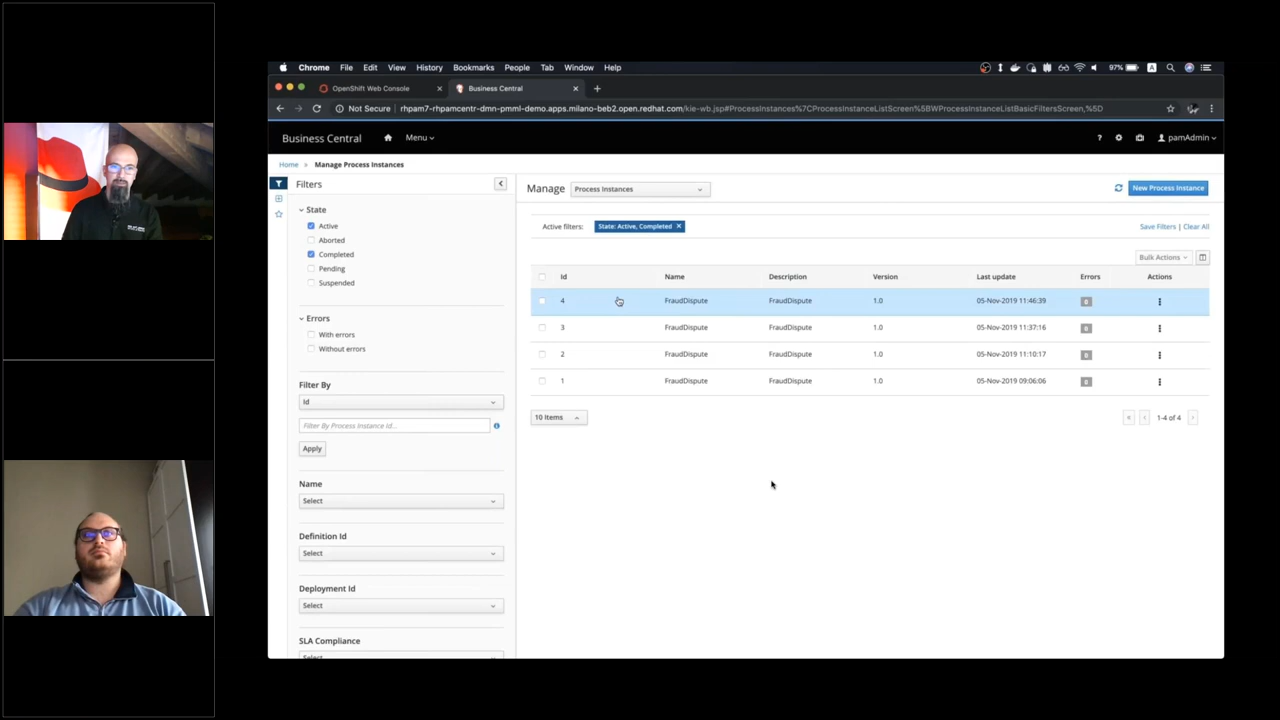 Chrome File Edit View History Bookmarks People Tab Window Help 97% A
OpenShift Web Console × Business Central × +
Not Secure rhpam7-rhpamcentr-dmn-pmml-demo.apps.milano-beb2.open.redhat.com/kie-wb.jsp#ProcessInstances%7CProcessInstanceListScreen%5BWProcessInstanceListBasicFiltersScreen,%5D
Business Central Menu ? pamAdmin
Home > Manage Process Instances
Filters
State
Active
Aborted
Completed
Pending
Suspended
Errors
With errors
Without errors
Filter By
Id
Filter By Process Instance Id...
Apply
Name
Select
Definition Id
Select
Deployment Id
Select
SLA Compliance
Select
Manage Process Instances New Process Instance
Active filters: State: Active, Completed × Save Filters | Clear All
Bulk Actions
Id Name Description Version Last update Errors Actions
4 FraudDispute FraudDispute 1.0 05-Nov-2019 11:46:39 0
3 FraudDispute FraudDispute 1.0 05-Nov-2019 11:37:16 0
2 FraudDispute FraudDispute 1.0 05-Nov-2019 11:10:17 0
1 FraudDispute FraudDispute 1.0 05-Nov-2019 09:06:06 0
10 Items « ‹ 1-4 of 4 ›